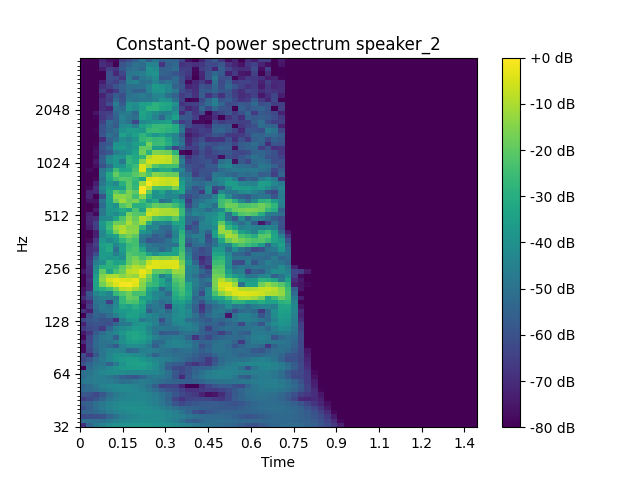 Constant-Q power spectrum speaker_2
Hz
2048
1024
512
256
128
64
32
0 0.15 0.3 0.45 0.6 0.75 0.9 1.1 1.2 1.4
Time
+0 dB
-10 dB
-20 dB
-30 dB
-40 dB
-50 dB
-60 dB
-70 dB
-80 dB